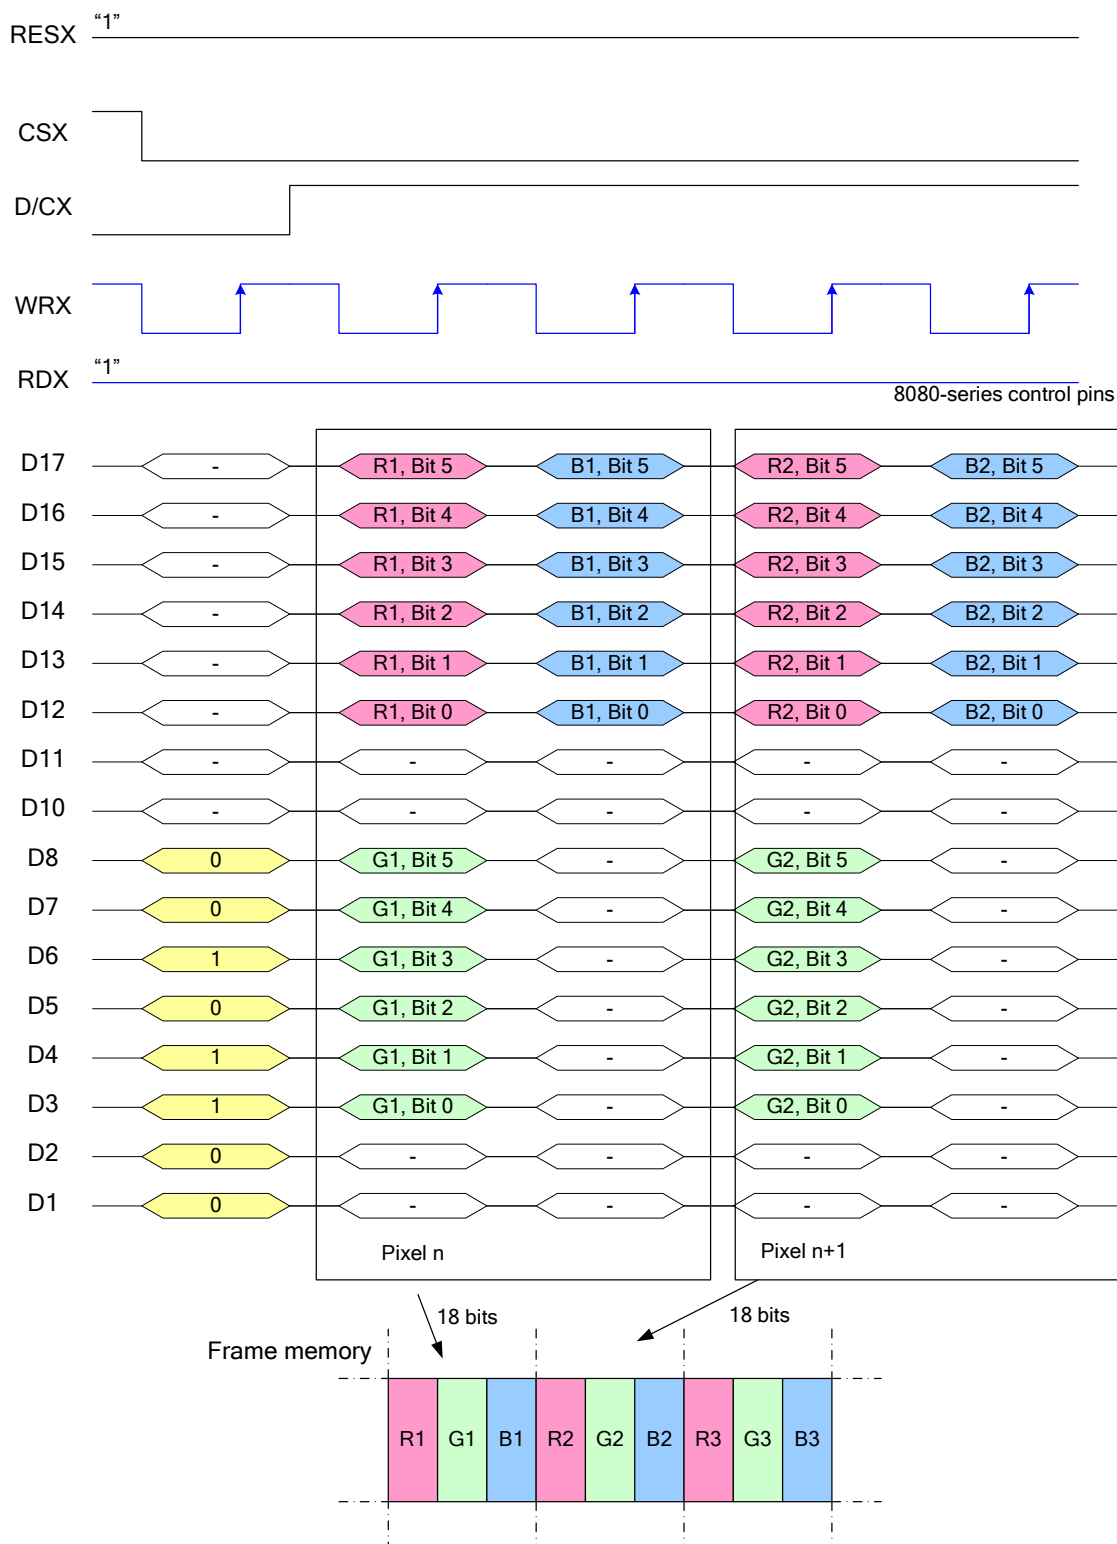 “1”
RESX
CSX
D/CX
WRX
“1”
RDX
8080-series control pins
D17 - R1, Bit 5 B1, Bit 5 R2, Bit 5 B2, Bit 5
D16 - R1, Bit 4 B1, Bit 4 R2, Bit 4 B2, Bit 4
D15 - R1, Bit 3 B1, Bit 3 R2, Bit 3 B2, Bit 3
D14 - R1, Bit 2 B1, Bit 2 R2, Bit 2 B2, Bit 2
D13 - R1, Bit 1 B1, Bit 1 R2, Bit 1 B2, Bit 1
D12 - R1, Bit 0 B1, Bit 0 R2, Bit 0 B2, Bit 0
D11 - - - - -
D10 - - - - -
D8 0 G1, Bit 5 - G2, Bit 5 -
D7 0 G1, Bit 4 - G2, Bit 4 -
D6 1 G1, Bit 3 - G2, Bit 3 -
D5 0 G1, Bit 2 - G2, Bit 2 -
D4 1 G1, Bit 1 - G2, Bit 1 -
D3 1 G1, Bit 0 - G2, Bit 0 -
D2 0 - - - -
D1 0 - - - -
Pixel n Pixel n+1
18 bits 18 bits
Frame memory
R1 G1 B1 R2 G2 B2 R3 G3 B3